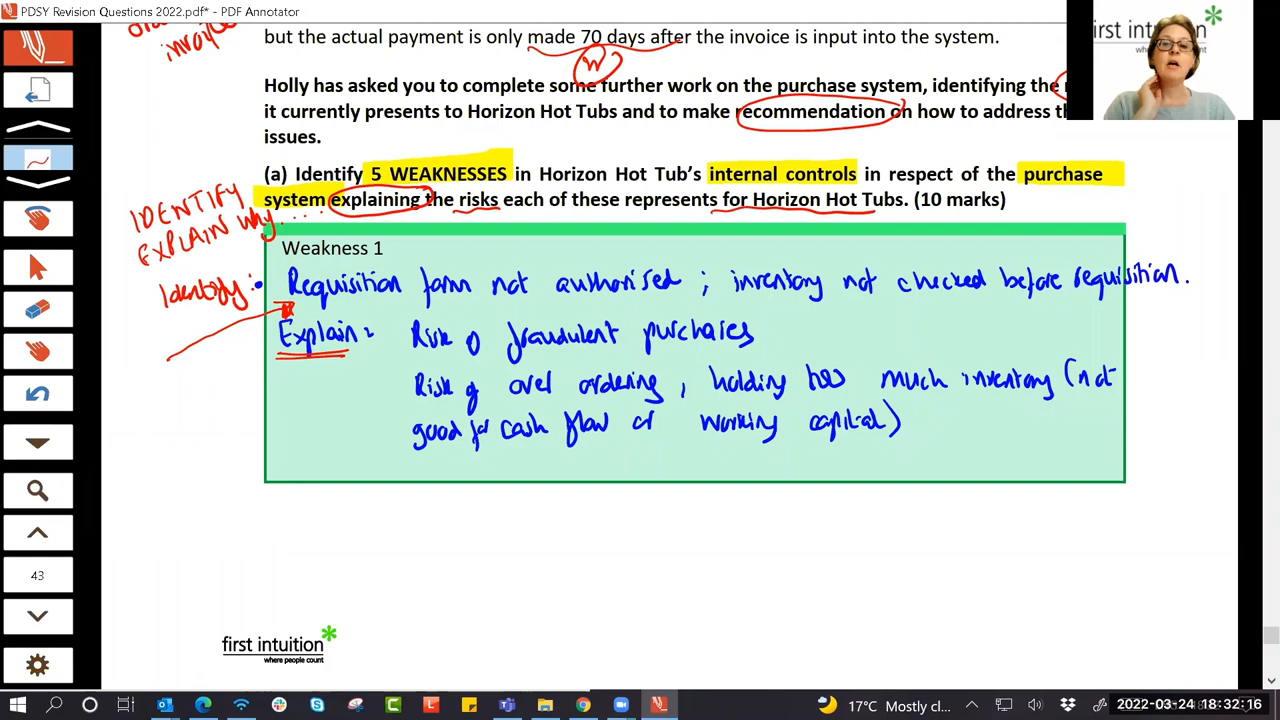 PDSY Revision Questions 2022.pdf* - PDF Annotator
invoice
but the actual payment is only made 70 days after the invoice is input into the system.
W
first intuition
Holly has asked you to complete some further work on the purchase system, identifying the
it currently presents to Horizon Hot Tubs and to make recommendation on how to address
issues.
(a) Identify 5 WEAKNESSES in Horizon Hot Tub's internal controls in respect of the purchase
system explaining the risks each of these represents for Horizon Hot Tubs. (10 marks)
IDENTIFY
EXPLAIN why....
Weakness 1
Identify: • Requisition form not authorised ; inventory not checked before requisition.
Explain: Risk of fraudulent purchases
Risk of over ordering, holding too much inventory (not
good for cash flow or working capital)
43
first intuition
where people count
17°C Mostly cl... 2022-03-24 18:32:16